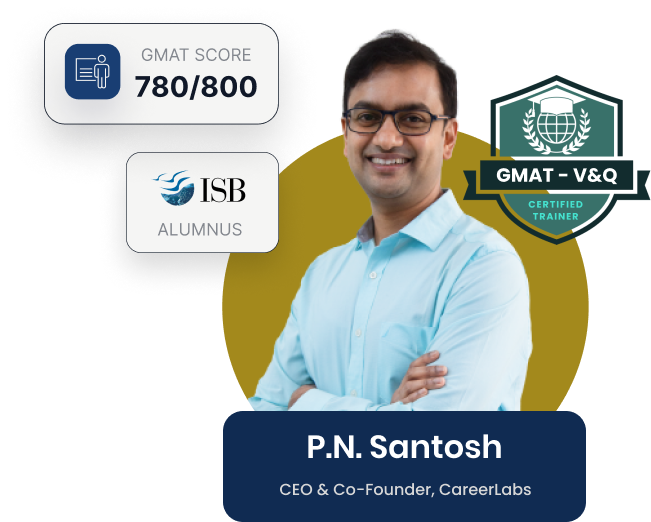 GMAT SCORE
780/800
ISB
ALUMNUS
GMAT - V&Q
CERTIFIED
TRAINER
P.N. Santosh
CEO & Co-Founder, CareerLabs